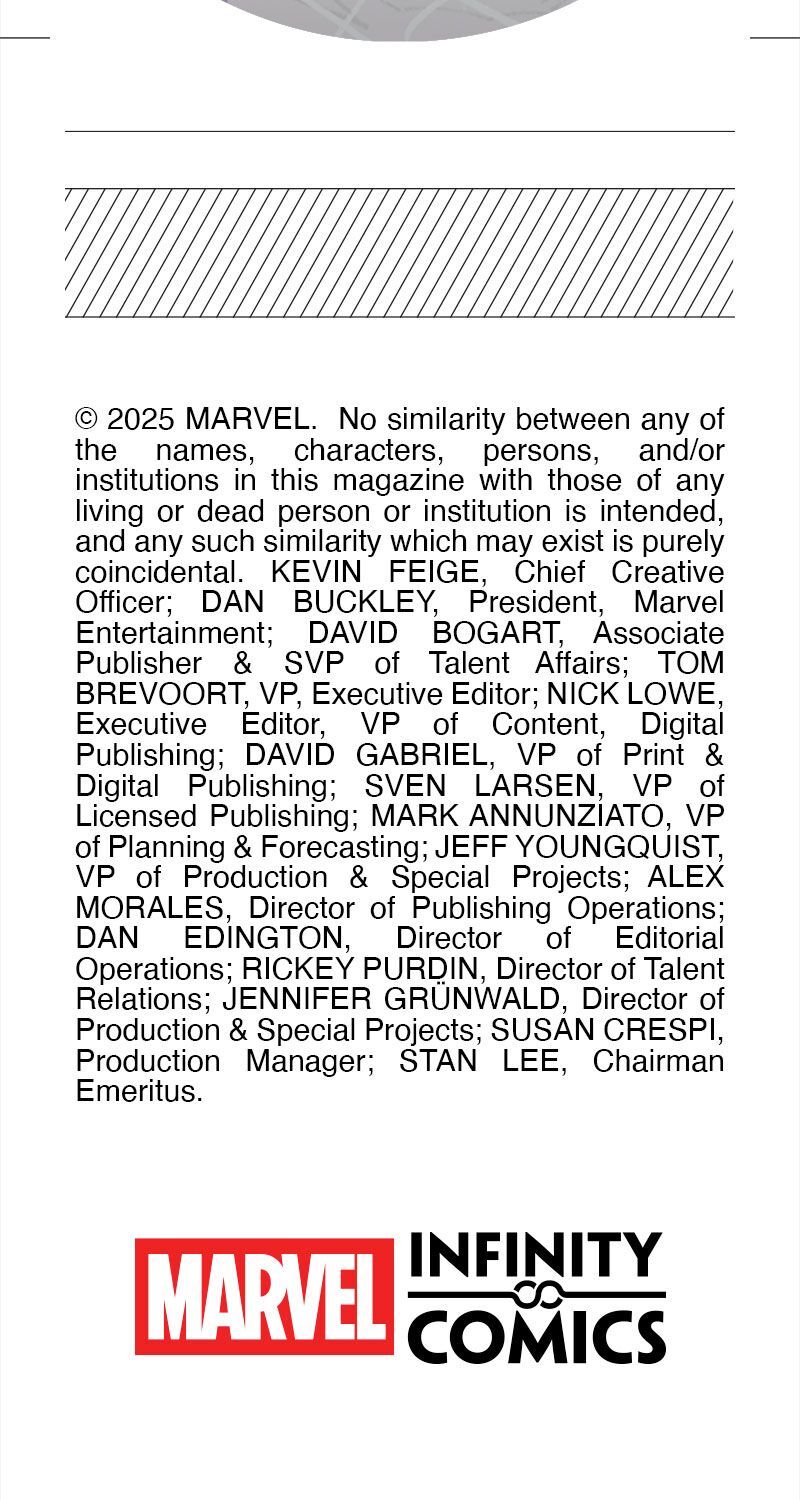 © 2025 MARVEL.  No similarity between any of
the names, characters, persons, and/or
institutions in this magazine with those of any
living or dead person or institution is intended,
and any such similarity which may exist is purely
coincidental. KEVIN FEIGE, Chief Creative
Officer; DAN BUCKLEY, President, Marvel
Entertainment; DAVID BOGART, Associate
Publisher & SVP of Talent Affairs; TOM
BREVOORT, VP, Executive Editor; NICK LOWE,
Executive Editor, VP of Content, Digital
Publishing; DAVID GABRIEL, VP of Print &
Digital Publishing; SVEN LARSEN, VP of
Licensed Publishing; MARK ANNUNZIATO, VP
of Planning & Forecasting; JEFF YOUNGQUIST,
VP of Production & Special Projects; ALEX
MORALES, Director of Publishing Operations;
DAN EDINGTON, Director of Editorial
Operations; RICKEY PURDIN, Director of Talent
Relations; JENNIFER GRÜNWALD, Director of
Production & Special Projects; SUSAN CRESPI,
Production Manager; STAN LEE, Chairman
Emeritus.
MARVEL
INFINITY
COMICS